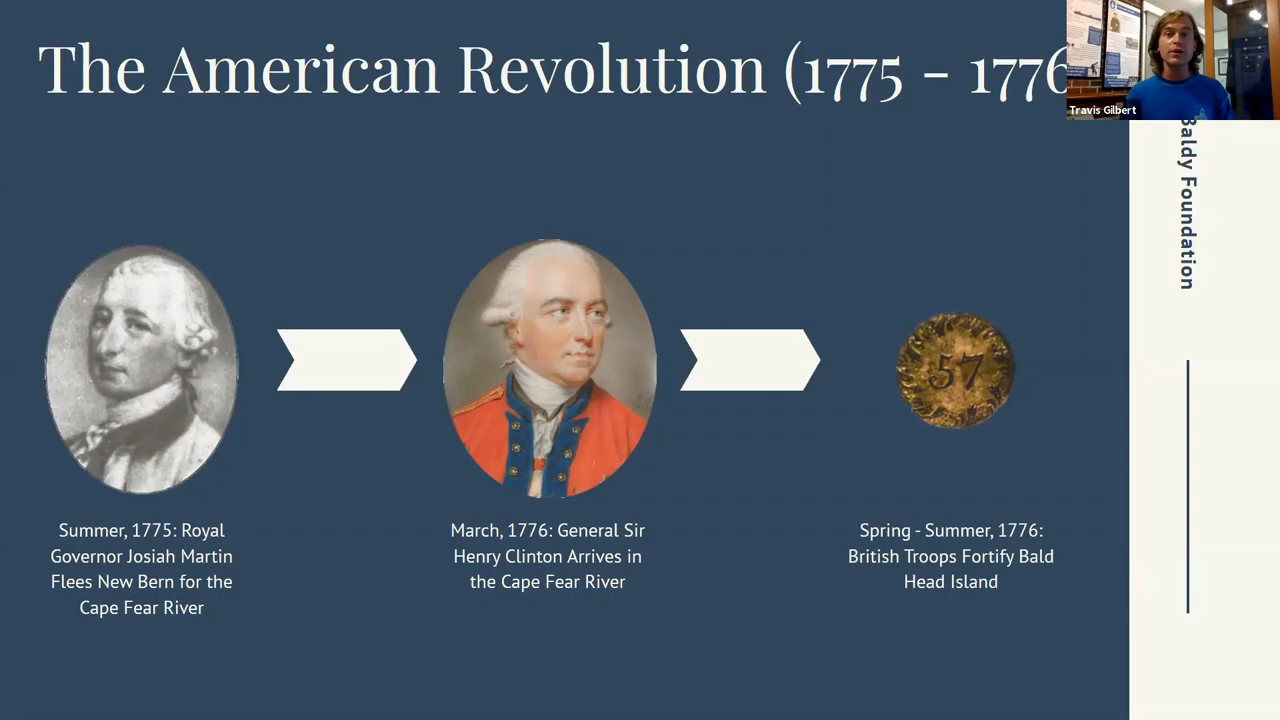 The American Revolution (1775 - 1776
Travis Gilbert
Baldy Foundation
57
Summer, 1775: Royal
Governor Josiah Martin
Flees New Bern for the
Cape Fear River
March, 1776: General Sir
Henry Clinton Arrives in
the Cape Fear River
Spring - Summer, 1776:
British Troops Fortify Bald
Head Island